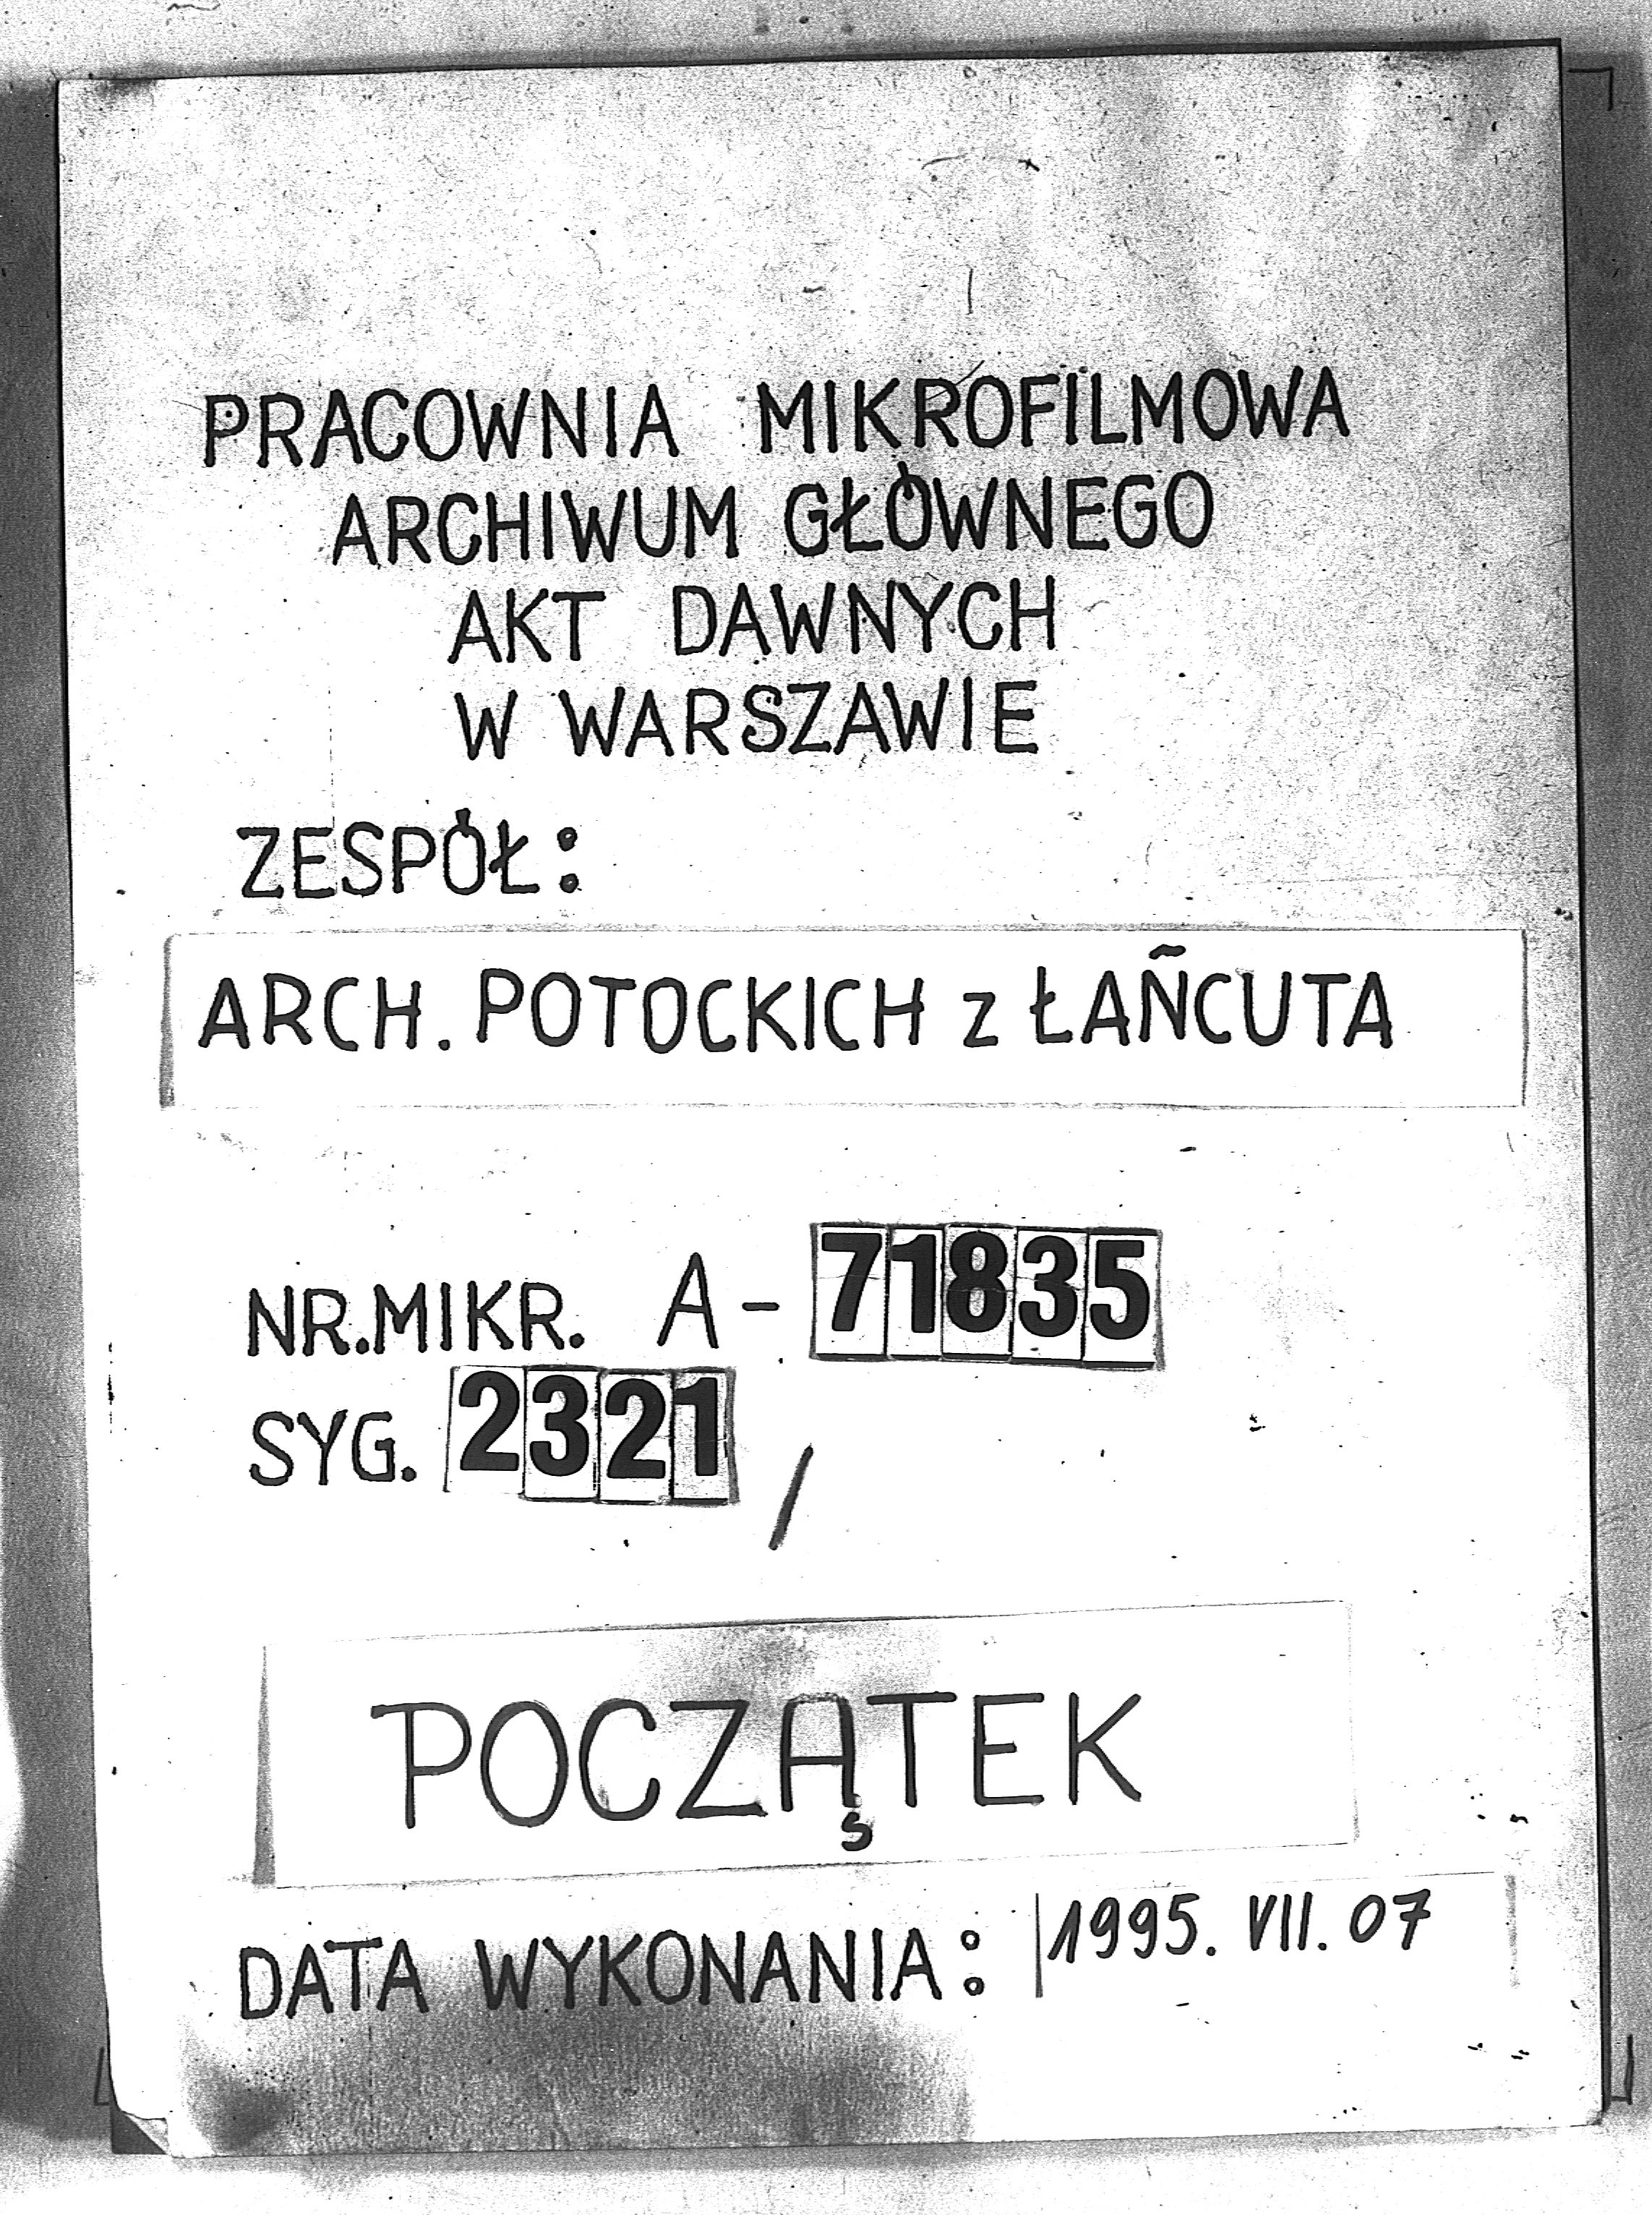 PRACOWNIA MIKROFILMOWA
ARCHIWUM GŁÓWNEGO
AKT DAWNYCH
W WARSZAWIE
ZESPÓŁ:
ARCH. POTOCKICH z ŁAŃCUTA
NR.MIKR. A-71835
SYG. 2321 /
POCZĄTEK
DATA WYKONANIA: 1995. VII. 07